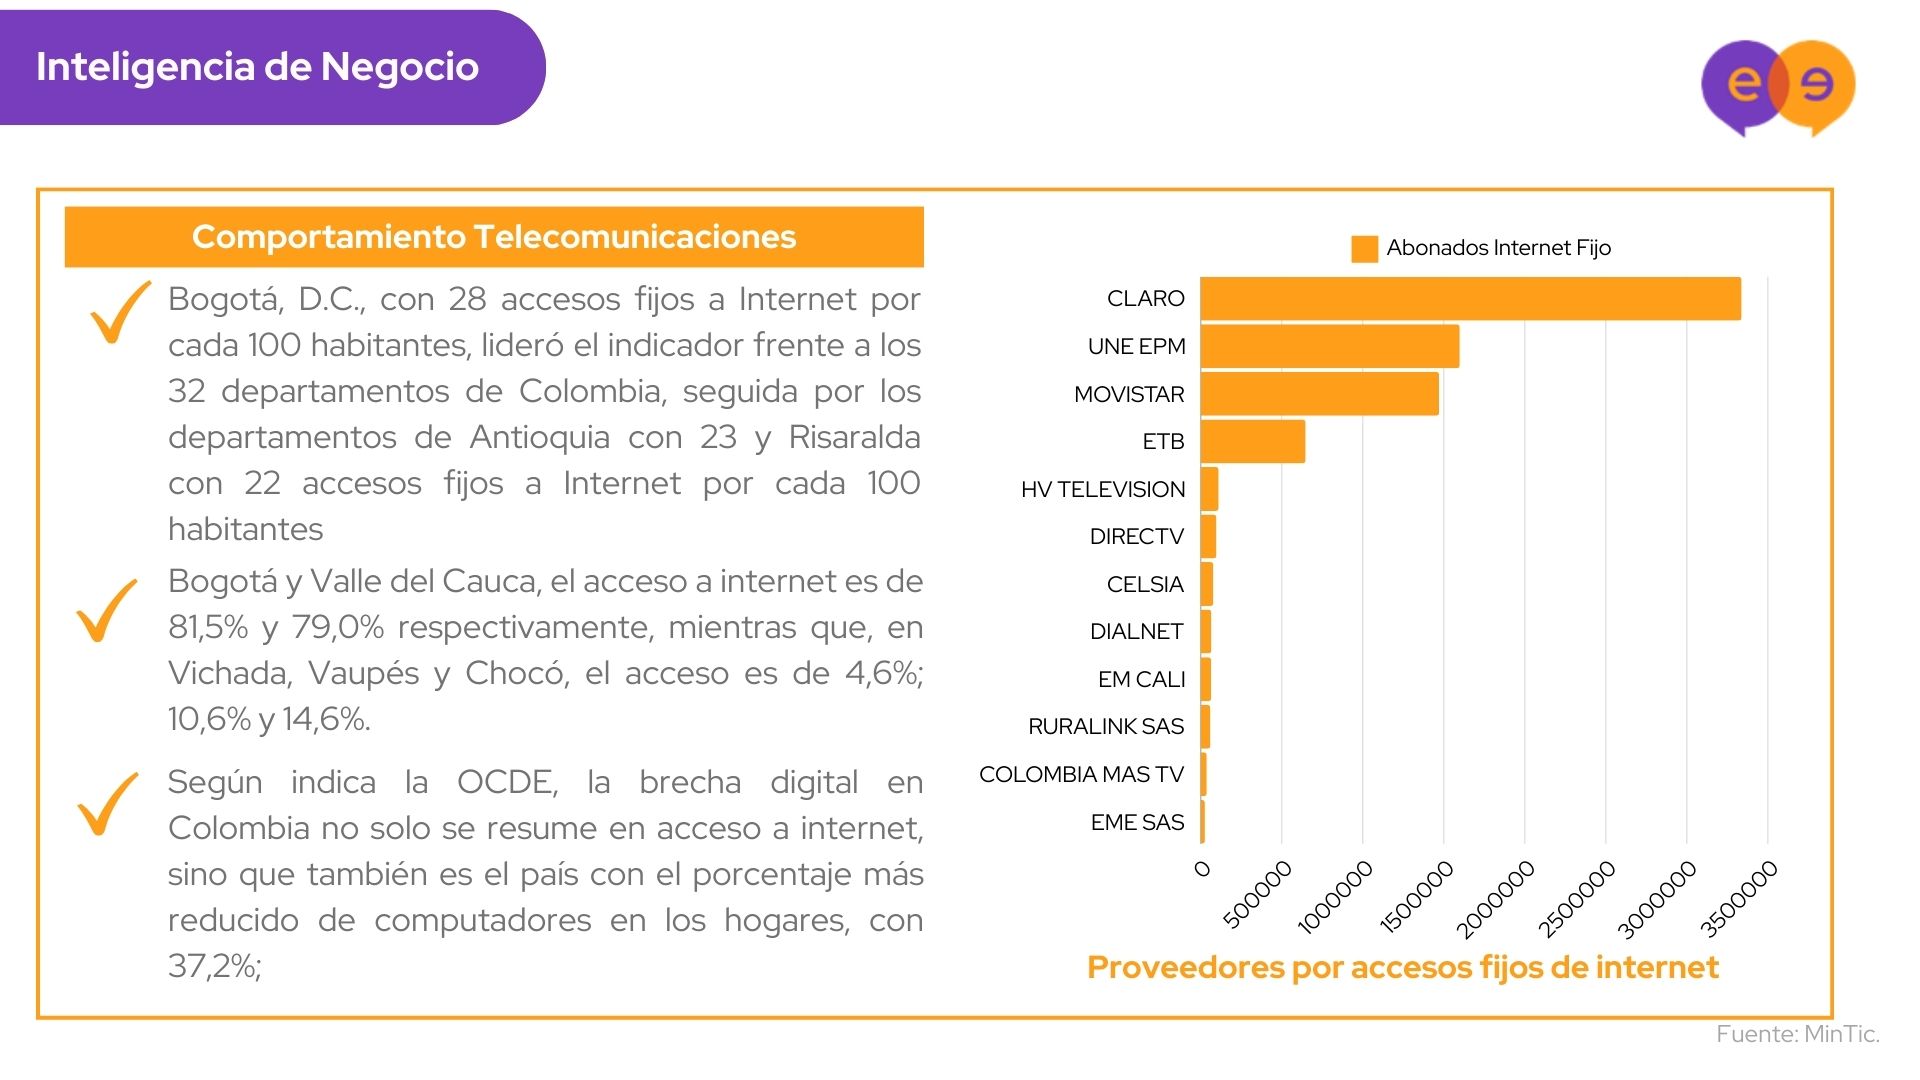 Inteligencia de Negocio
e e
Comportamiento Telecomunicaciones
Bogotá, D.C., con 28 accesos fijos a Internet por
cada 100 habitantes, lideró el indicador frente a los
32 departamentos de Colombia, seguida por los
departamentos de Antioquia con 23 y Risaralda
con 22 accesos fijos a Internet por cada 100
habitantes
Bogotá y Valle del Cauca, el acceso a internet es de
81,5% y 79,0% respectivamente, mientras que, en
Vichada, Vaupés y Chocó, el acceso es de 4,6%;
10,6% y 14,6%.
Según indica la OCDE, la brecha digital en
Colombia no solo se resume en acceso a internet,
sino que también es el país con el porcentaje más
reducido de computadores en los hogares, con
37,2%;
Abonados Internet Fijo
CLARO
UNE EPM
MOVISTAR
ETB
HV TELEVISION
DIRECTV
CELSIA
DIALNET
EM CALI
RURALINK SAS
COLOMBIA MAS TV
EME SAS
0
500000
1000000
1500000
2000000
2500000
3000000
3500000
Proveedores por accesos fijos de internet
Fuente: MinTic.